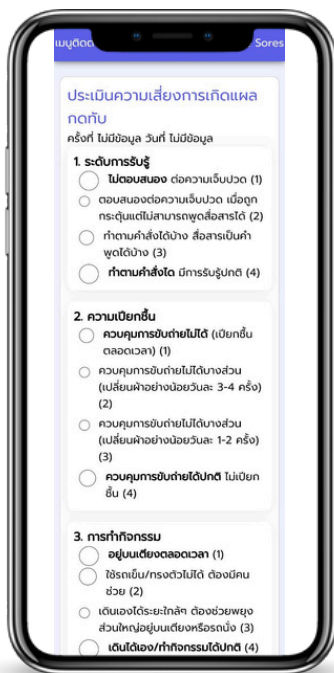 เมนูติดต Sores
ประเมินความเสี่ยงการเกิดแผล
กดทับ
ครั้งที่ ไม่มีข้อมูล วันที่ ไม่มีข้อมูล
1. ระดับการรับรู้
ไม่ตอบสนอง ต่อความเจ็บปวด (1)
ตอบสนองต่อความเจ็บปวด เมื่อถูก
กระตุ้นแต่ไม่สามารถพูดสื่อสารได้ (2)
ทำตามคำสั่งได้บ้าง สื่อสารเป็นคำ
พูดได้บ้าง (3)
ทำตามคำสั่งได มีการรับรู้ปกติ (4)
2. ความเปียกชื้น
ควบคุมการขับถ่ายไม่ได้ (เปียกชื้น
ตลอดเวลา) (1)
ควบคุมการขับถ่ายไม่ได้บางส่วน
(เปลี่ยนผ้าอย่างน้อยวันละ 3-4 ครั้ง)
(2)
ควบคุมการขับถ่ายไม่ได้บางส่วน
(เปลี่ยนผ้าอย่างน้อยวันละ 1-2 ครั้ง)
(3)
ควบคุมการขับถ่ายได้ปกติ ไม่เปียก
ชื้น (4)
3. การทำกิจกรรม
อยู่บนเตียงตลอดเวลา (1)
ใช้รถเข็น/ทรงตัวไม่ได้ ต้องมีคน
ช่วย (2)
เดินเองได้ระยะใกล้ๆ ต้องช่วยพยุง
ส่วนใหญ่อยู่บนเตียงหรือรถนั่ง (3)
เดินได้เอง/ทำกิจกรรมได้ปกติ (4)